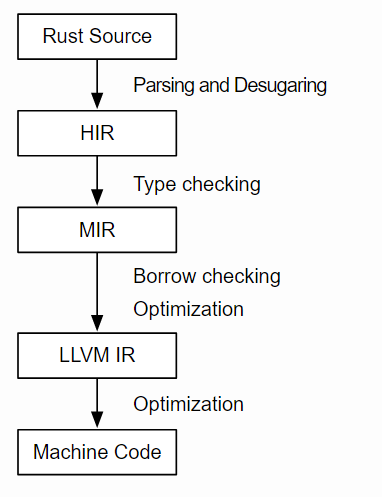 Rust Source
Parsing and Desugaring
HIR
Type checking
MIR
Borrow checking
Optimization
LLVM IR
Optimization
Machine Code